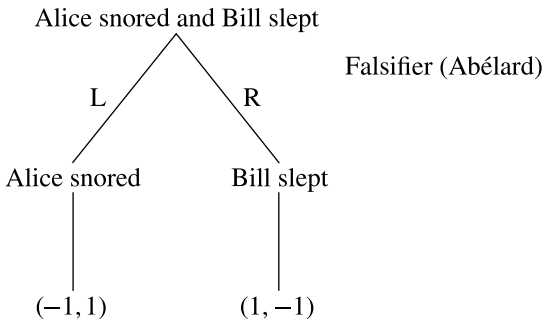 Alice snored and Bill slept
Falsifier (Abélard)
L R
Alice snored Bill slept
(−1, 1) (1, −1)